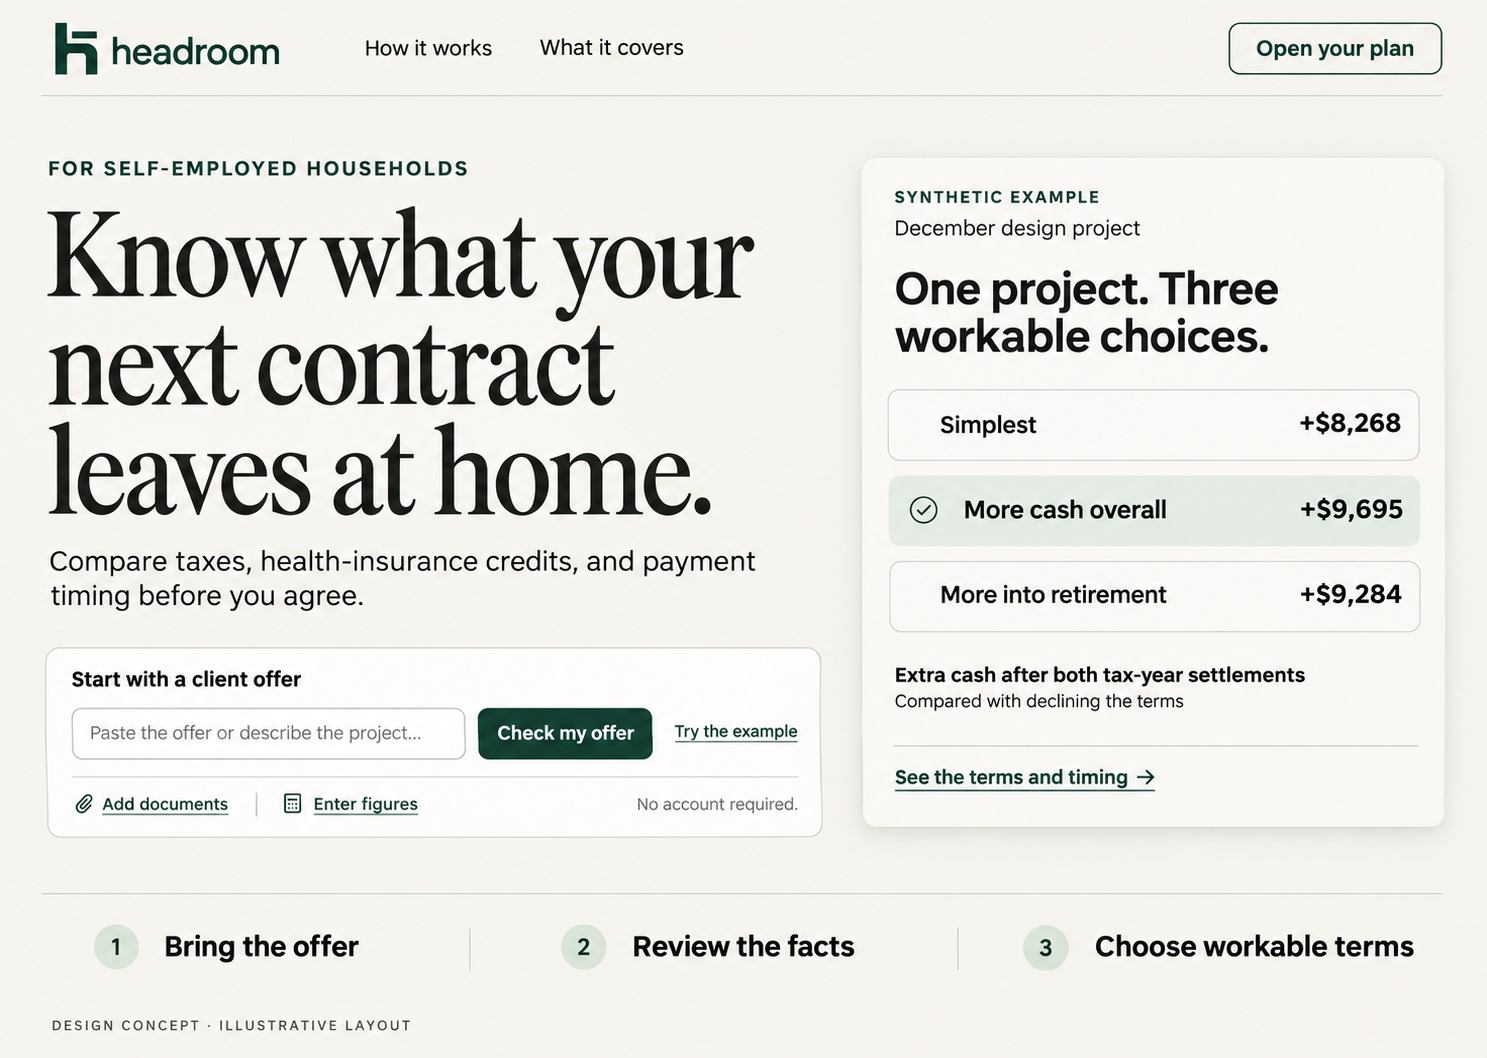 headroom
How it works
What it covers
Open your plan
FOR SELF-EMPLOYED HOUSEHOLDS
Know what your
next contract
leaves at home.
Compare taxes, health-insurance credits, and payment
timing before you agree.
Start with a client offer
Paste the offer or describe the project...
Check my offer
Try the example
Add documents
Enter figures
No account required.
SYNTHETIC EXAMPLE
December design project
One project. Three
workable choices.
Simplest +$8,268
More cash overall +$9,695
More into retirement +$9,284
Extra cash after both tax-year settlements
Compared with declining the terms
See the terms and timing →
1 Bring the offer
2 Review the facts
3 Choose workable terms
DESIGN CONCEPT · ILLUSTRATIVE LAYOUT